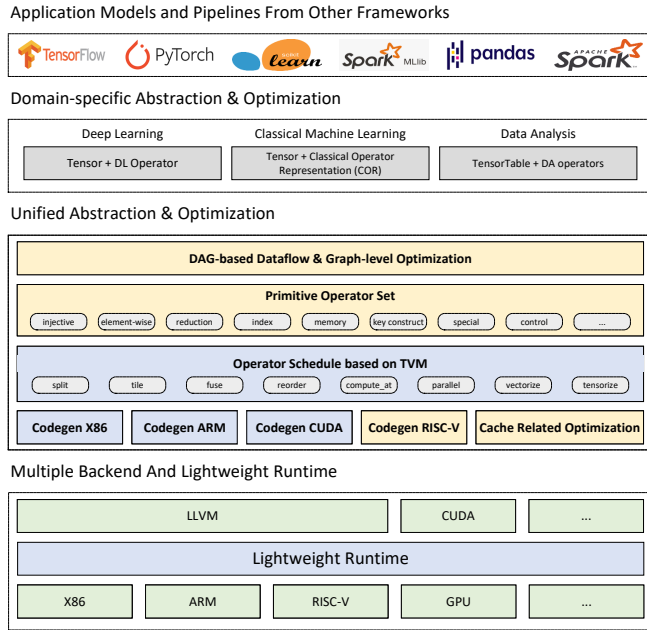 Application Models and Pipelines From Other Frameworks
TensorFlow PyTorch scikit learn Spark MLlib pandas APACHE Spark
Domain-specific Abstraction & Optimization
Deep Learning Classical Machine Learning Data Analysis
Tensor + DL Operator
Tensor + Classical Operator
Representation (COR)
TensorTable + DA operators
Unified Abstraction & Optimization
DAG-based Dataflow & Graph-level Optimization
Primitive Operator Set
injective element-wise reduction index memory key construct special control ...
Operator Schedule based on TVM
split tile fuse reorder compute_at parallel vectorize tensorize
Codegen X86 Codegen ARM Codegen CUDA Codegen RISC-V Cache Related Optimization
Multiple Backend And Lightweight Runtime
LLVM CUDA ...
Lightweight Runtime
X86 ARM RISC-V GPU ...